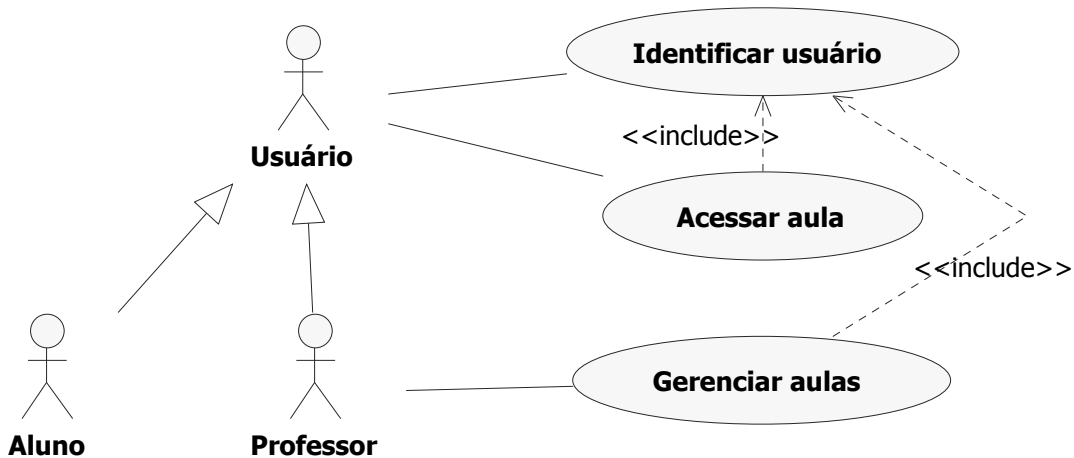 Identificar usuário
<<include>>
Usuário
Acessar aula
<<include>>
Gerenciar aulas
Aluno
Professor